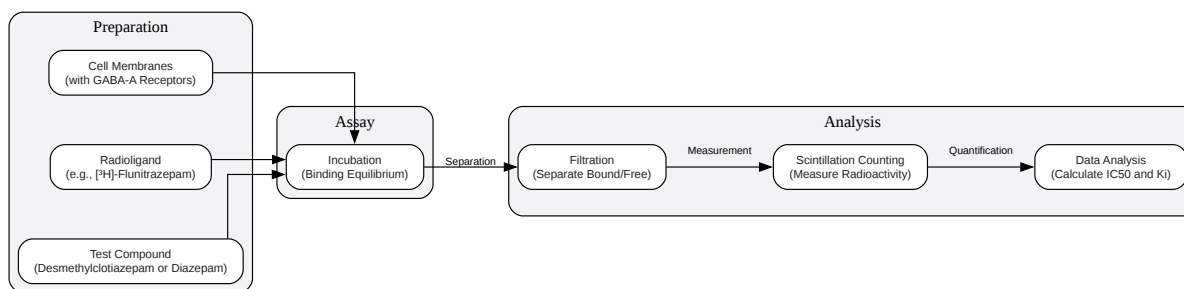 Preparation
Cell Membranes
(with GABA-A Receptors)
Radioligand
(e.g., [³H]-Flunitrazepam)
Test Compound
(Desmethylclotiazepam or Diazepam)
Assay
Incubation
(Binding Equilibrium)
Separation
Analysis
Filtration
(Separate Bound/Free)
Measurement
Scintillation Counting
(Measure Radioactivity)
Quantification
Data Analysis
(Calculate IC50 and Ki)